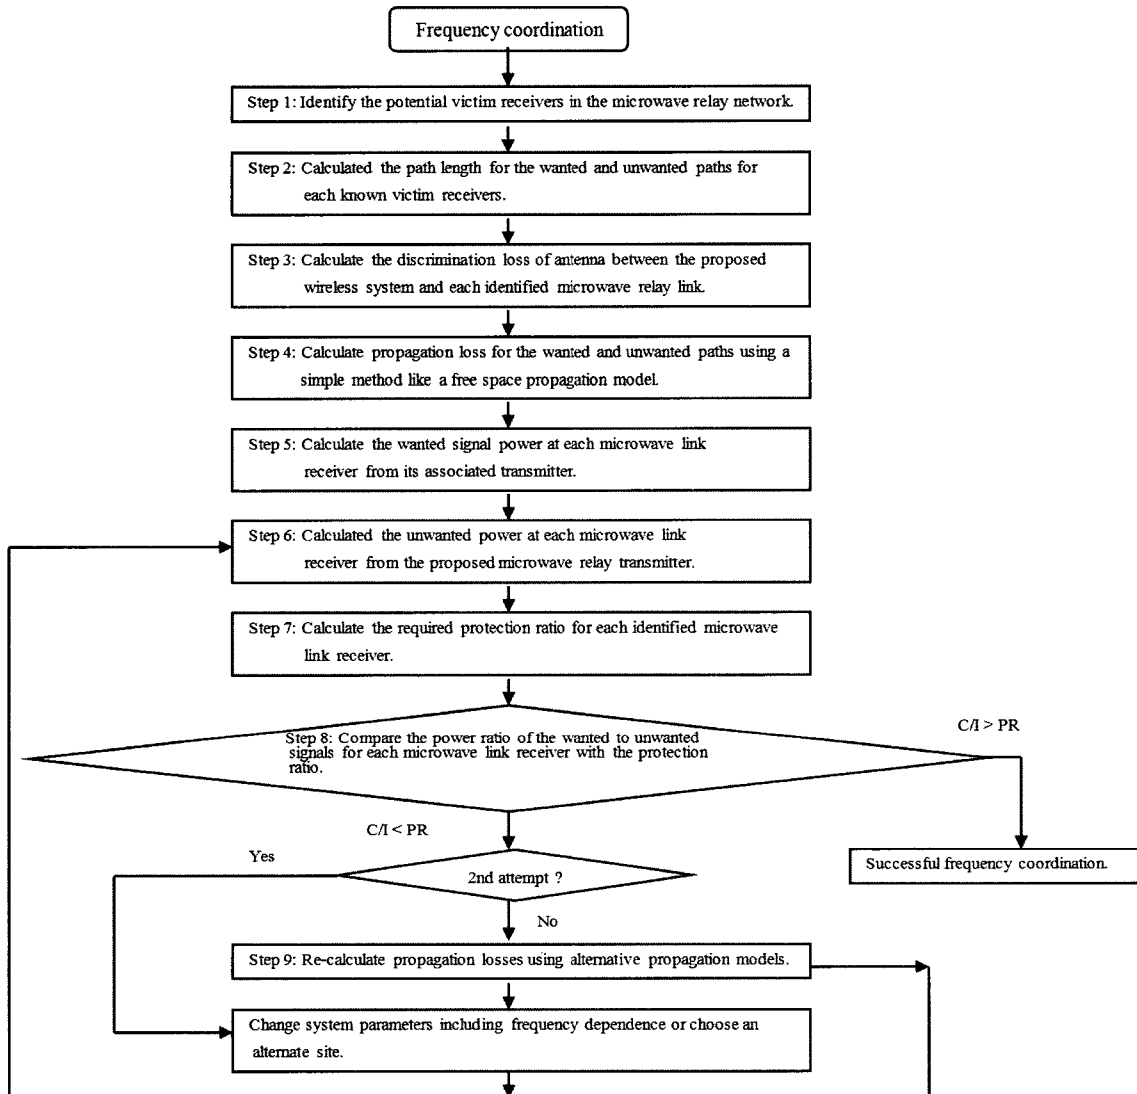 Frequency coordination
Step 1: Identify the potential victim receivers in the microwave relay network.
Step 2: Calculated the path length for the wanted and unwanted paths for
each known victim receivers.
Step 3: Calculate the discrimination loss of antenna between the proposed
wireless system and each identified microwave relay link.
Step 4: Calculate propagation loss for the wanted and unwanted paths using a
simple method like a free space propagation model.
Step 5: Calculate the wanted signal power at each microwave link
receiver from its associated transmitter.
Step 6: Calculated the unwanted power at each microwave link
receiver from the proposed microwave relay transmitter.
Step 7: Calculate the required protection ratio for each identified microwave
link receiver.
C/I > PR
Step 8: Compare the power ratio of the wanted to unwanted
signals for each microwave link receiver with the protection
ratio.
C/I < PR
Yes
Successful frequency coordination.
2nd attempt ?
No
Step 9: Re-calculate propagation losses using alternative propagation models.
Change system parameters including frequency dependence or choose an
alternate site.